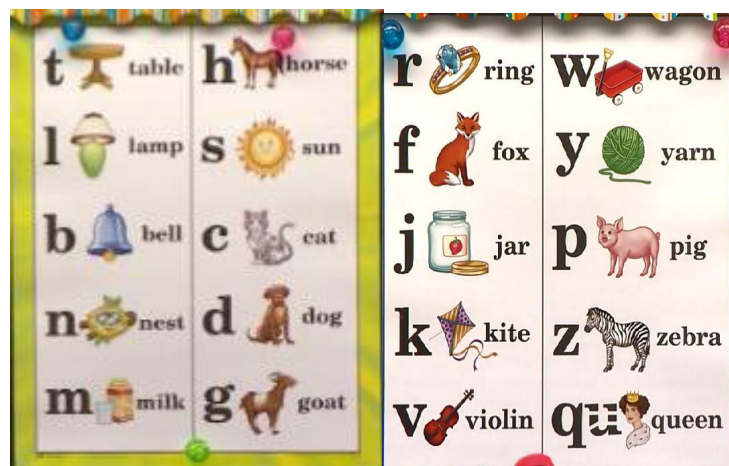 t table h horse
l lamp s sun
b bell c cat
n nest d dog
m milk g goat
r ring w wagon
f fox y yarn
j jar p pig
k kite z zebra
v violin qu queen